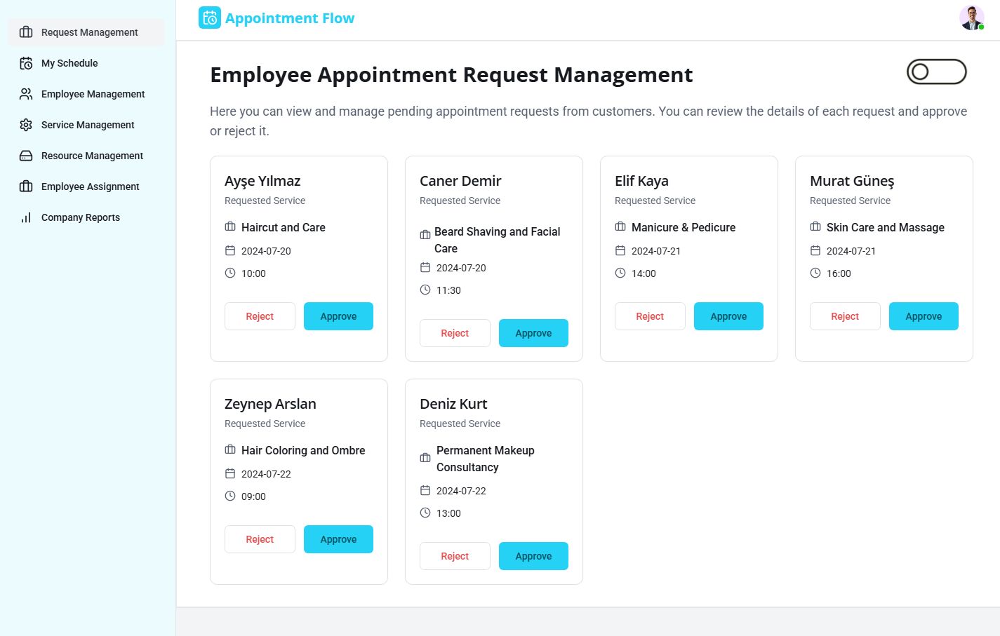 Request Management
My Schedule
Employee Management
Service Management
Resource Management
Employee Assignment
Company Reports
Appointment Flow
Employee Appointment Request Management
Here you can view and manage pending appointment requests from customers. You can review the details of each request and approve
or reject it.
Ayşe Yılmaz
Requested Service
Haircut and Care
2024-07-20
10:00
Reject
Approve
Caner Demir
Requested Service
Beard Shaving and Facial
Care
2024-07-20
11:30
Reject
Approve
Elif Kaya
Requested Service
Manicure & Pedicure
2024-07-21
14:00
Reject
Approve
Murat Güneş
Requested Service
Skin Care and Massage
2024-07-21
16:00
Reject
Approve
Zeynep Arslan
Requested Service
Hair Coloring and Ombre
2024-07-22
09:00
Reject
Approve
Deniz Kurt
Requested Service
Permanent Makeup
Consultancy
2024-07-22
13:00
Reject
Approve